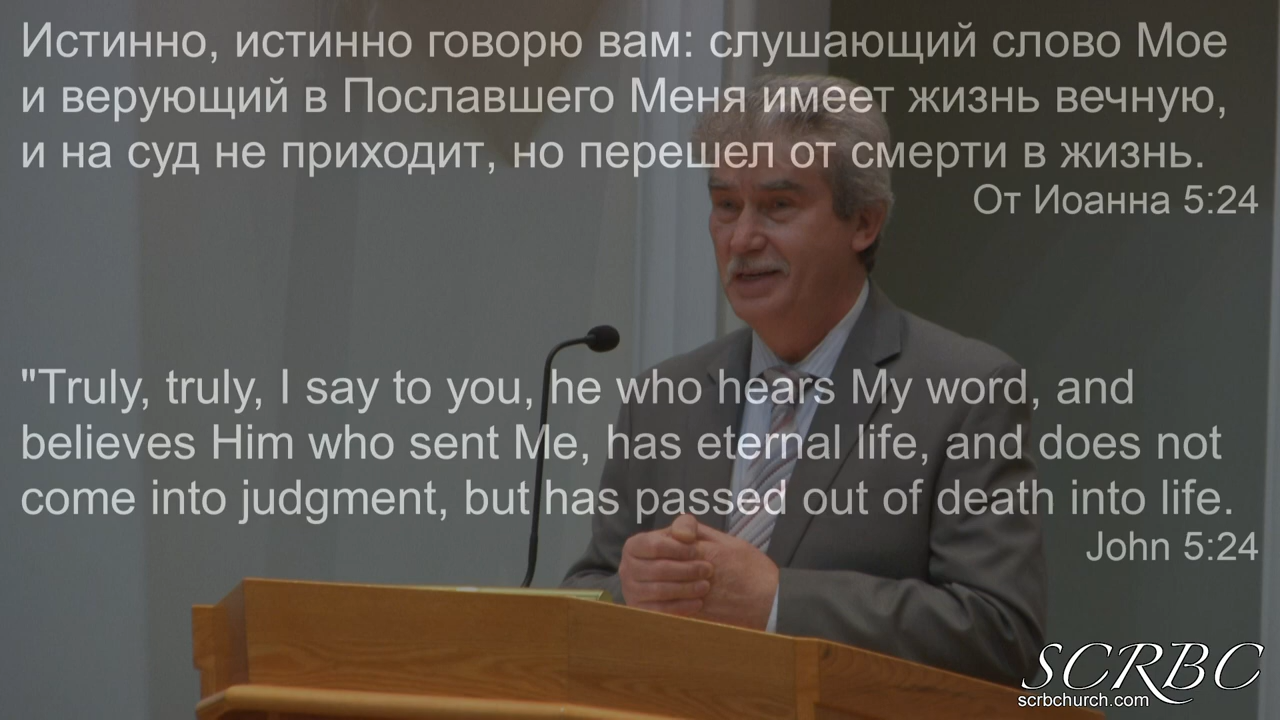 Истинно, истинно говорю вам: слушающий слово Мое
и верующий в Пославшего Меня имеет жизнь вечную,
и на суд не приходит, но перешел от смерти в жизнь.
От Иоанна 5:24
"Truly, truly, I say to you, he who hears My word, and
believes Him who sent Me, has eternal life, and does not
come into judgment, but has passed out of death into life.
John 5:24
SCRBC
scrbchurch.com